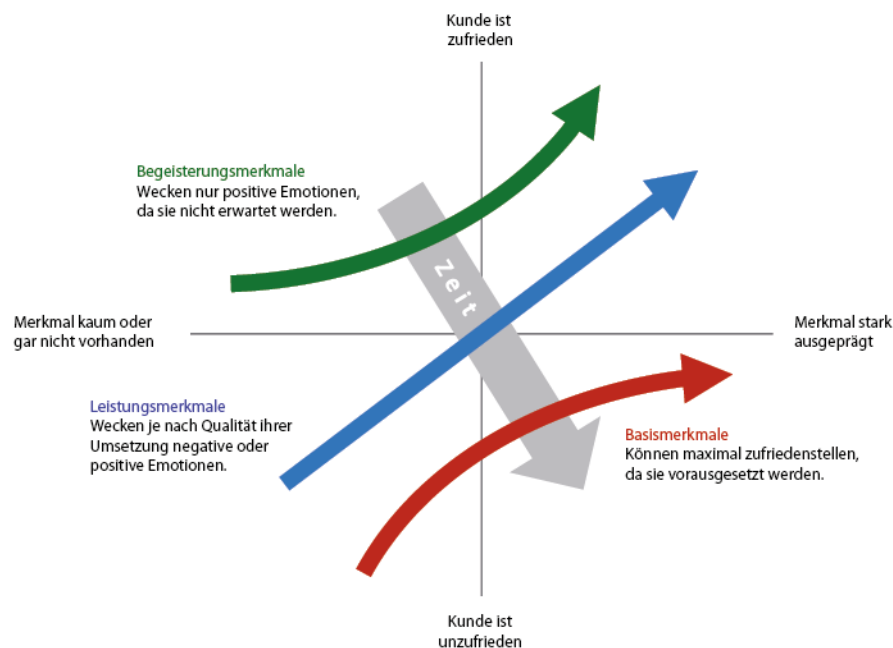 Kunde ist
zufrieden
Begeisterungsmerkmale
Wecken nur positive Emotionen,
da sie nicht erwartet werden.
Zeit
Merkmal kaum oder
gar nicht vorhanden
Merkmal stark
ausgeprägt
Leistungsmerkmale
Wecken je nach Qualität ihrer
Umsetzung negative oder
positive Emotionen.
Basismerkmale
Können maximal zufriedenstellen,
da sie vorausgesetzt werden.
Kunde ist
unzufrieden